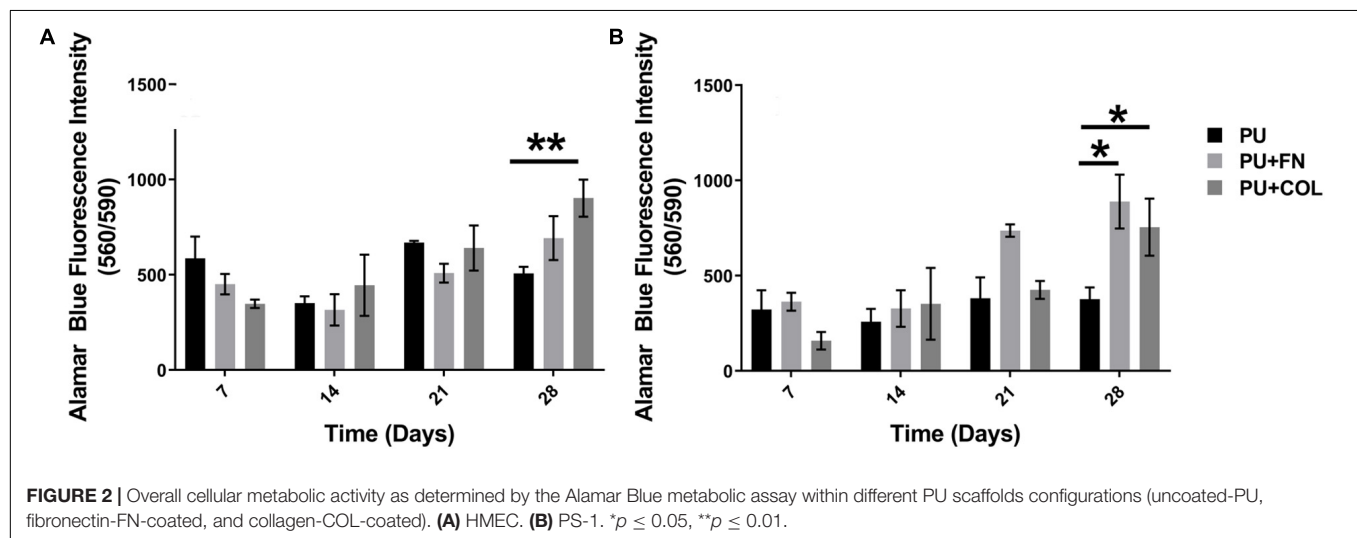 A
Alamar Blue Fluorescence Intensity
(560/590)
1500
1000
500
0
**
7
14
21
28
Time (Days)
B
Alamar Blue Fluorescence Intensity
(560/590)
1500
1000
500
0
*
*
7
14
21
28
Time (Days)
PU
PU+FN
PU+COL
FIGURE 2 | Overall cellular metabolic activity as determined by the Alamar Blue metabolic assay within different PU scaffolds configurations (uncoated-PU,
fibronectin-FN-coated, and collagen-COL-coated). (A) HMEC. (B) PS-1. *p ≤ 0.05, **p ≤ 0.01.